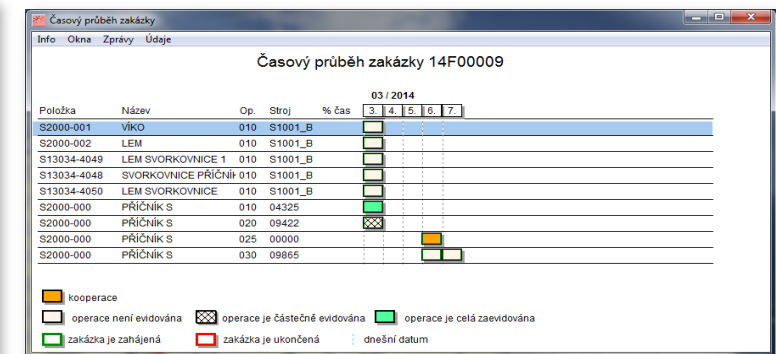 Časový průběh zakázky
Info Okna Zprávy Údaje
Časový průběh zakázky 14F00009
03 / 2014
Položka Název Op. Stroj % čas 3. 4. 5. 6. 7.
S2000-001 VÍKO 010 S1001_B
S2000-002 LEM 010 S1001_B
S13034-4049 LEM SVORKOVNICE 1 010 S1001_B
S13034-4048 SVORKOVNICE PŘÍČNÍK 010 S1001_B
S13034-4050 LEM SVORKOVNICE 010 S1001_B
S2000-000 PŘÍČNÍK S 010 04325
S2000-000 PŘÍČNÍK S 020 09422
S2000-000 PŘÍČNÍK S 025 00000
S2000-000 PŘÍČNÍK S 030 09865
kooperace
operace není evidována operace je částečně evidována operace je celá zaevidována
zakázka je zahájená zakázka je ukončená dnešní datum